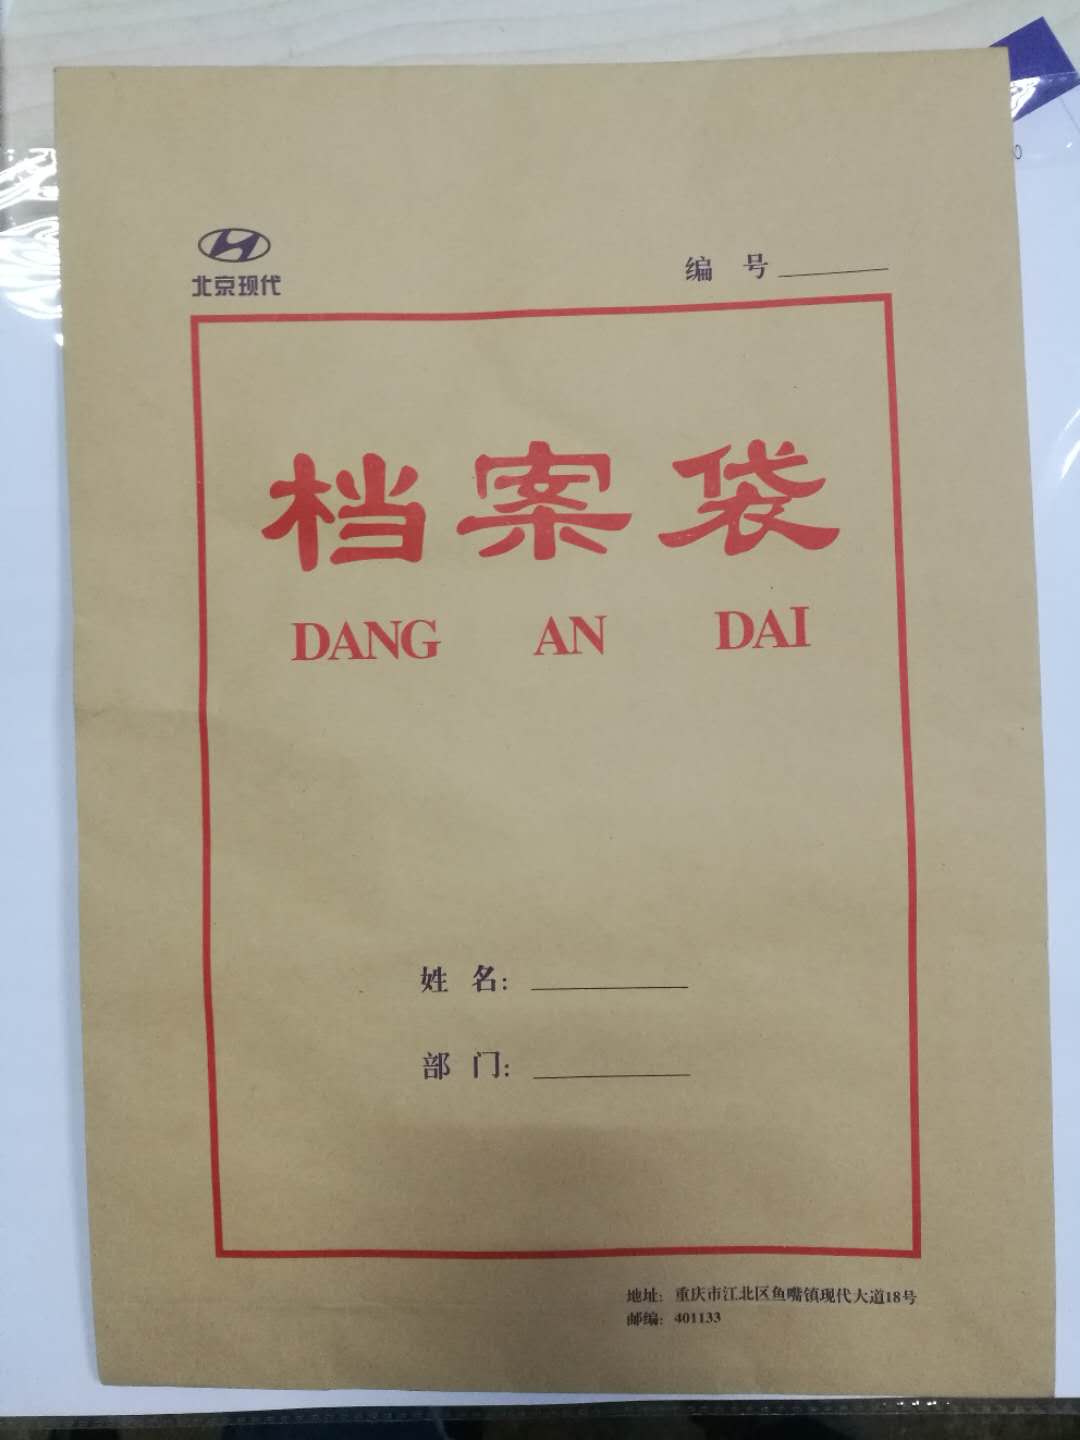 北京现代
编 号
档案袋
DANG AN DAI
姓 名:
部 门:
地址: 重庆市江北区鱼嘴镇现代大道18号
邮编: 401133